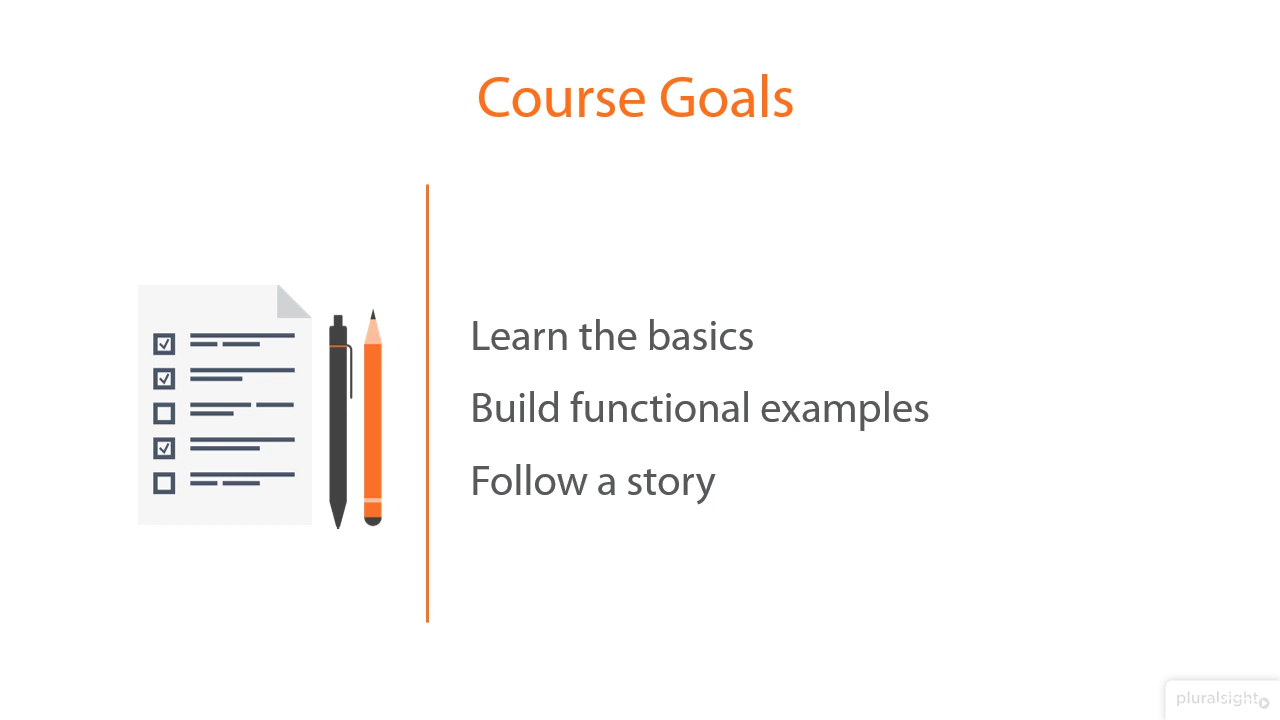 Course Goals
Learn the basics
Build functional examples
Follow a story
pluralsight